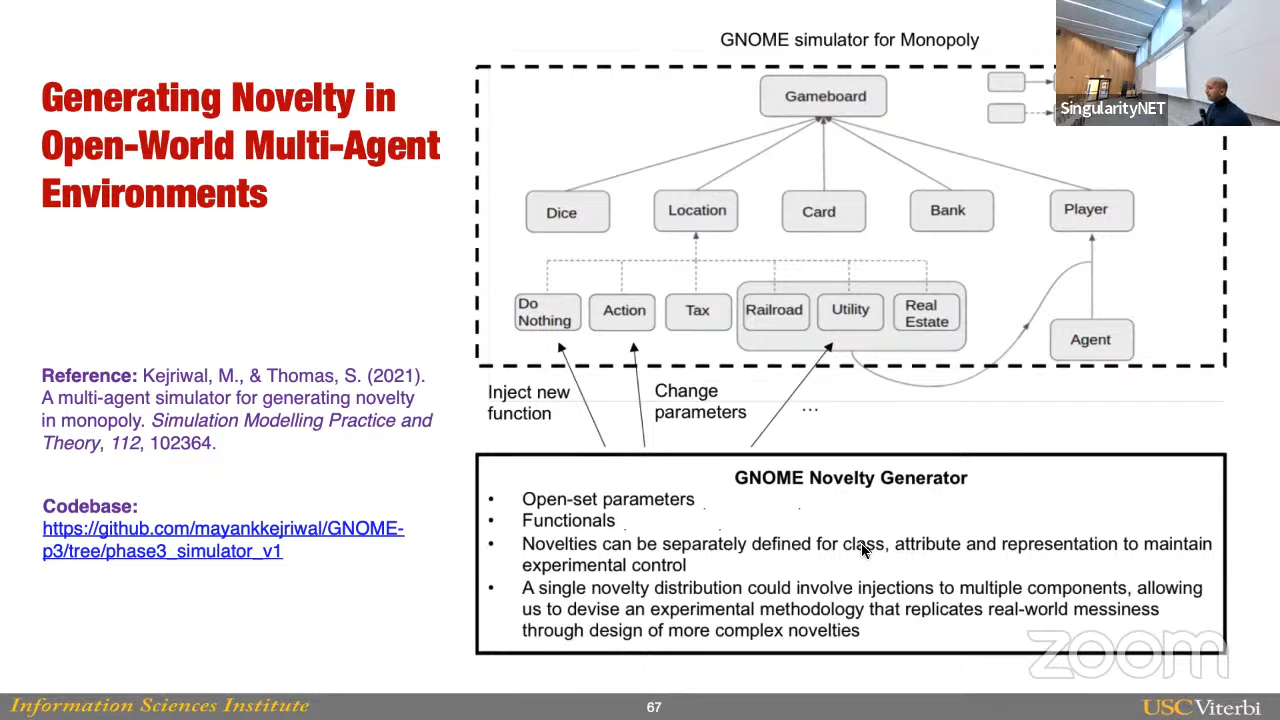 GNOME simulator for Monopoly
Generating Novelty in
Open-World Multi-Agent
Environments
SingularityNET
Gameboard
Dice
Location
Card
Bank
Player
Do
Nothing
Action
Tax
Railroad
Utility
Real
Estate
Agent
Inject new
function
Change
parameters
...
Reference: Kejriwal, M., & Thomas, S. (2021).
A multi-agent simulator for generating novelty
in monopoly. Simulation Modelling Practice and
Theory, 112, 102364.
Codebase:
https://github.com/mayankkejriwal/GNOME-
p3/tree/phase3_simulator_v1
GNOME Novelty Generator
• Open-set parameters
• Functionals
• Novelties can be separately defined for class, attribute and representation to maintain
experimental control
• A single novelty distribution could involve injections to multiple components, allowing
us to devise an experimental methodology that replicates real-world messiness
through design of more complex novelties
zoom
Information Sciences Institute
67
USC Viterbi